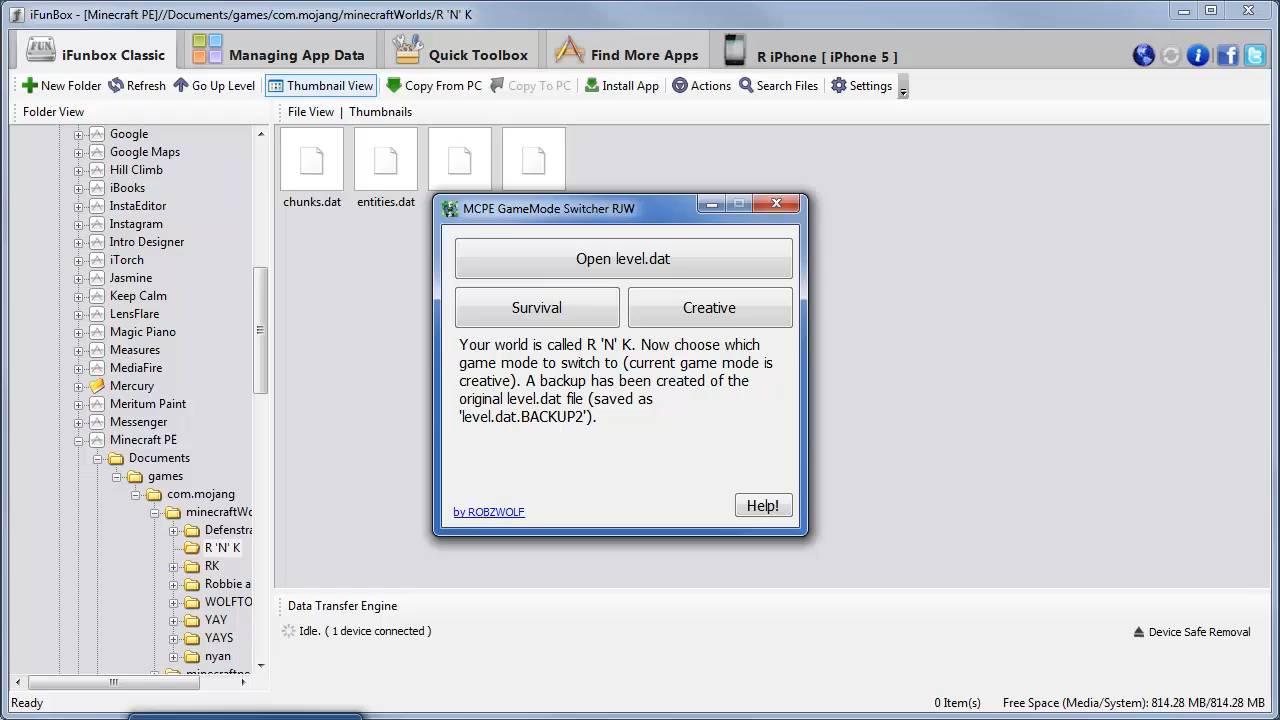 iFunBox - [Minecraft PE]//Documents/games/com.mojang/minecraftWorlds/R 'N' K
FUN iFunbox Classic Managing App Data Quick Toolbox Find More Apps R iPhone [ iPhone 5 ]
New Folder Refresh Go Up Level Thumbnail View Copy From PC Copy To PC Install App Actions Search Files Settings
Folder View File View | Thumbnails
Google
Google Maps
Hill Climb
iBooks
InstaEditor
Instagram
Intro Designer
iTorch
Jasmine
Keep Calm
LensFlare
Magic Piano
Measures
MediaFire
Mercury
Meritum Paint
Messenger
Minecraft PE
Documents
games
com.mojang
minecraftWo
Defenstra
R 'N' K
RK
Robbie a
WOLFTO
YAY
YAYS
nyan
minecraftpe
chunks.dat entities.dat
MCPE GameMode Switcher RJW
Open level.dat
Survival Creative
Your world is called R 'N' K. Now choose which
game mode to switch to (current game mode is
creative). A backup has been created of the
original level.dat file (saved as
'level.dat.BACKUP2').
by ROBZWOLF Help!
Data Transfer Engine
Idle. ( 1 device connected ) Device Safe Removal
Ready 0 Item(s) Free Space (Media/System): 814.28 MB/814.28 MB